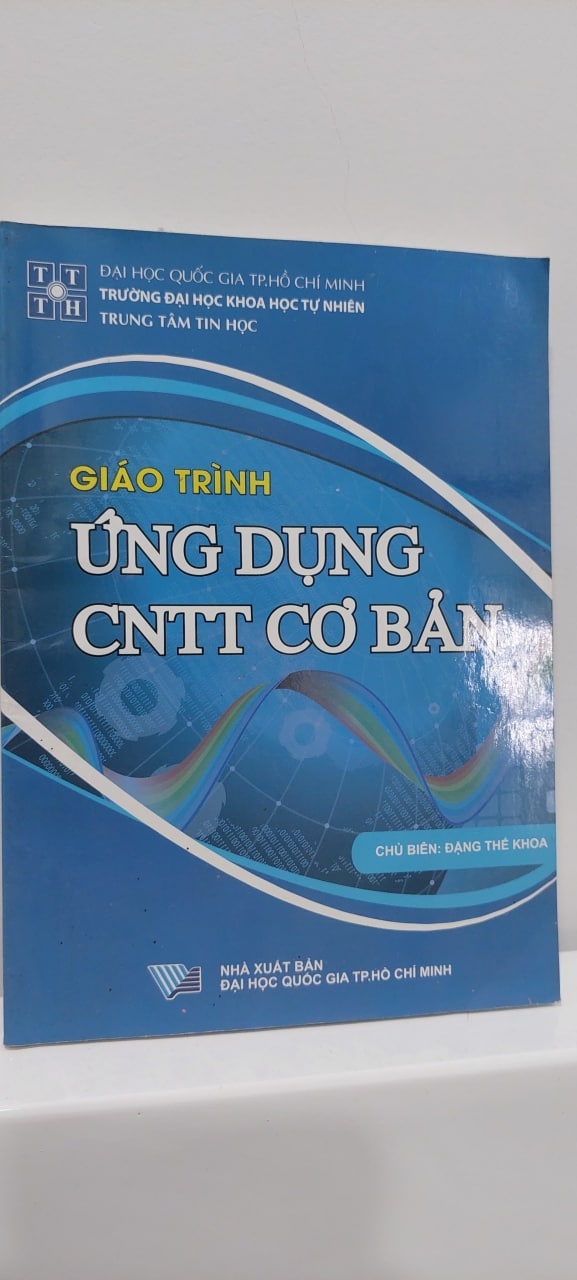 T T
T H
ĐẠI HỌC QUỐC GIA TP.HỒ CHÍ MINH
TRƯỜNG ĐẠI HỌC KHOA HỌC TỰ NHIÊN
TRUNG TÂM TIN HỌC
GIÁO TRÌNH
ỨNG DỤNG
CNTT CƠ BẢN
CHỦ BIÊN: ĐẶNG THẾ KHOA
NHÀ XUẤT BẢN
ĐẠI HỌC QUỐC GIA TP.HỒ CHÍ MINH